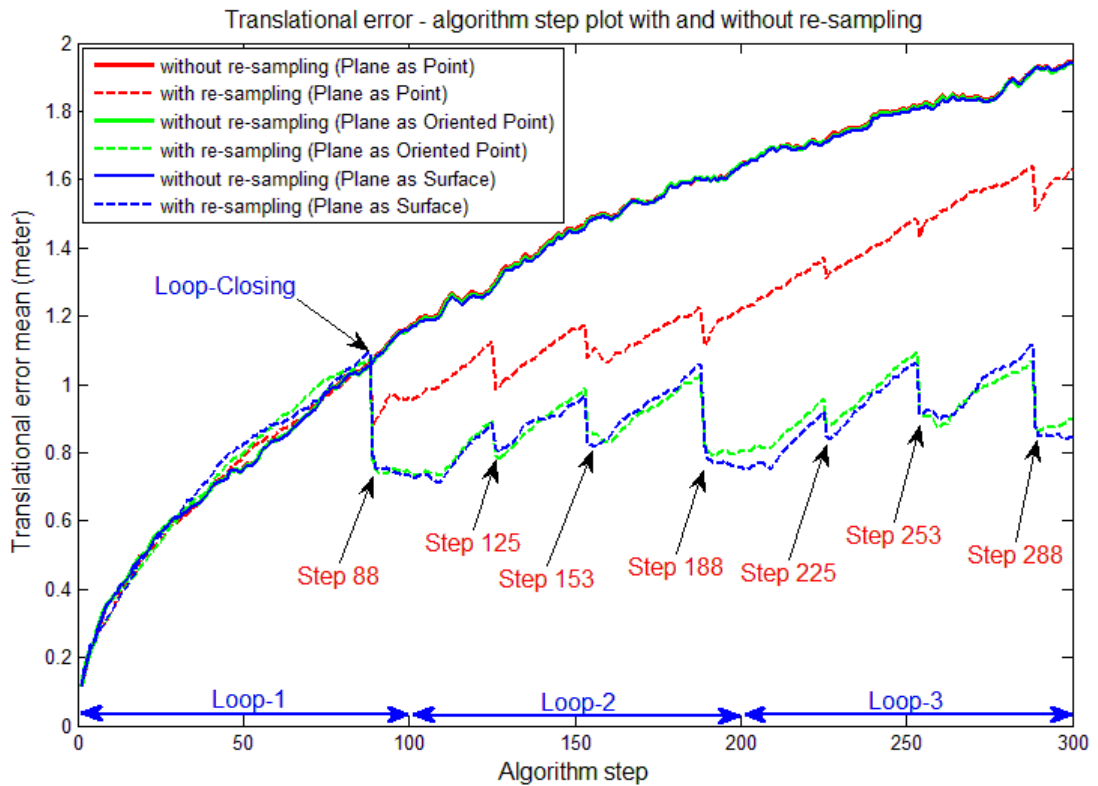 Translational error - algorithm step plot with and without re-sampling
2
1.8
1.6
1.4
1.2
1
0.8
0.6
0.4
0.2
0
Translational error mean (meter)
without re-sampling (Plane as Point)
with re-sampling (Plane as Point)
without re-sampling (Plane as Oriented Point)
with re-sampling (Plane as Oriented Point)
without re-sampling (Plane as Surface)
with re-sampling (Plane as Surface)
Loop-Closing
Step 88
Step 125
Step 153
Step 188
Step 225
Step 253
Step 288
Loop-1
Loop-2
Loop-3
0
50
100
150
200
250
300
Algorithm step